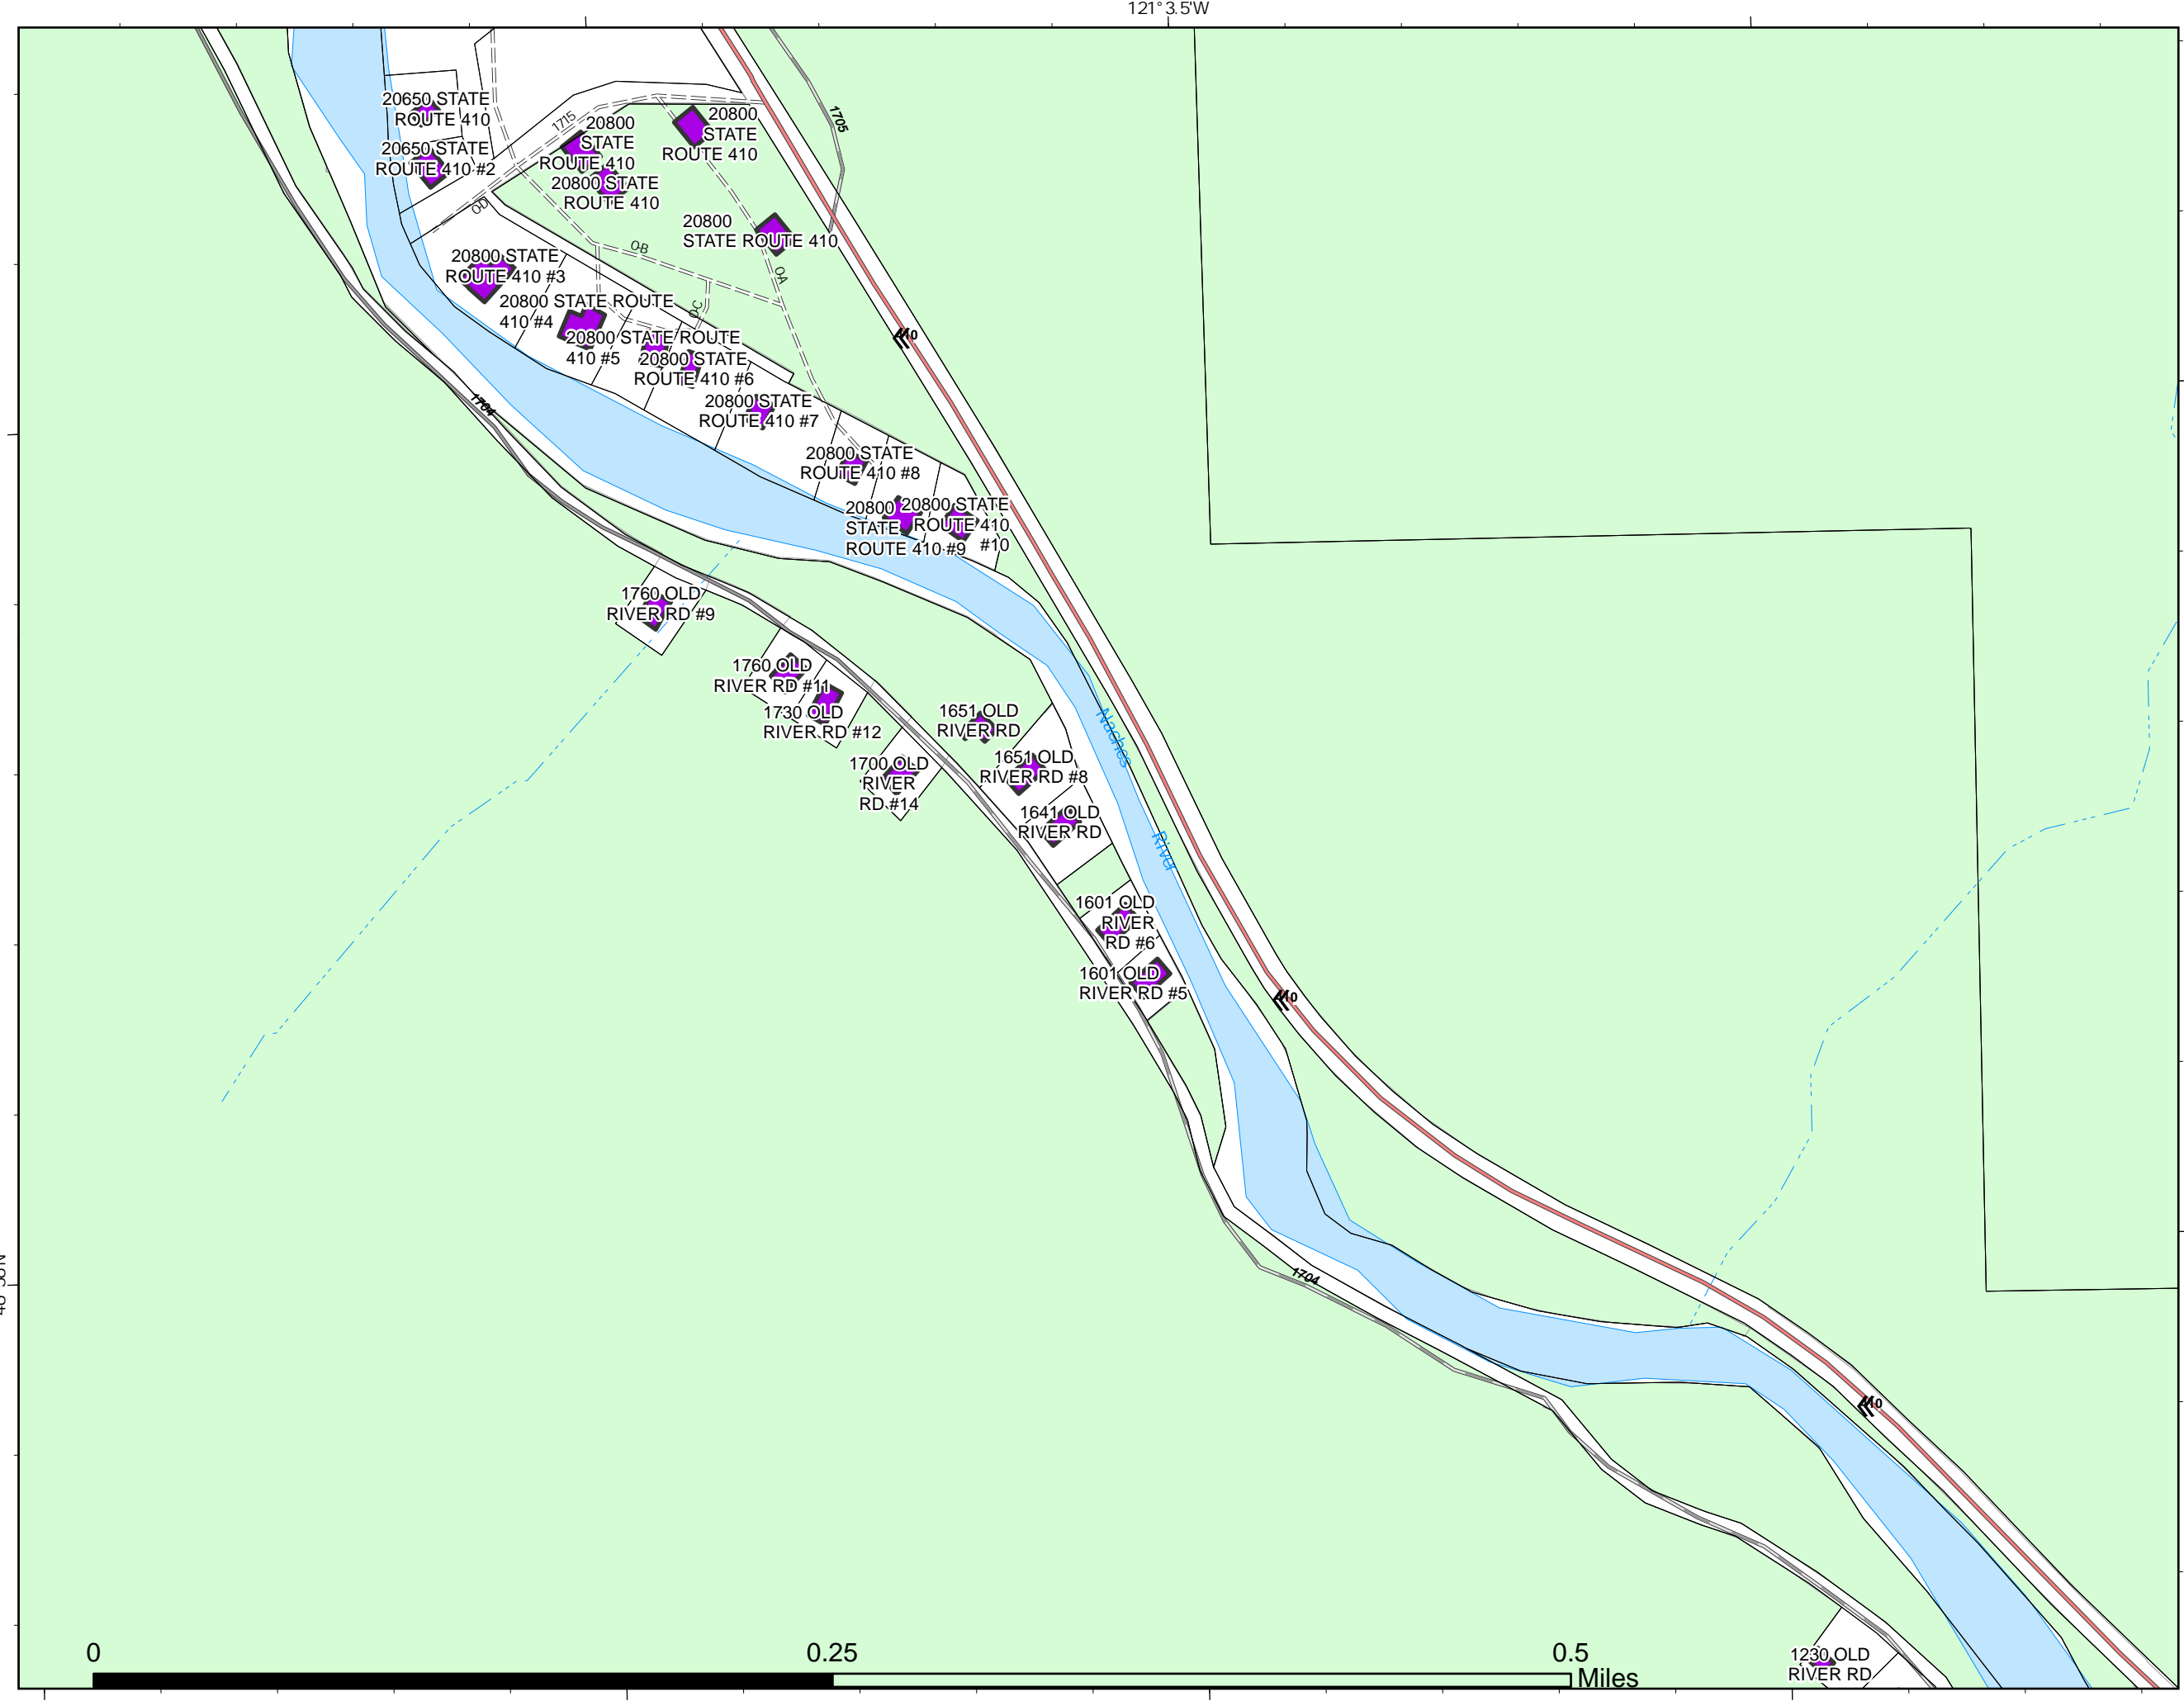 121°3.5'W
20650 STATE
ROUTE 410
20650 STATE
ROUTE 410 #2
1715
20800
STATE
ROUTE 410
20800
STATE
ROUTE 410
1705
20800 STATE
ROUTE 410
O-D
20800
STATE ROUTE 410
O-B
O-A
O-C
20800 STATE
ROUTE 410 #3
20800 STATE ROUTE
410 #4
20800 STATE ROUTE
410 #5
20800 STATE
ROUTE 410 #6
410
20800 STATE
ROUTE 410 #7
1704
20800 STATE
ROUTE 410 #8
20800
STATE
ROUTE 410 #9
20800 STATE
ROUTE 410
#10
1760 OLD
RIVER RD #9
1760 OLD
RIVER RD #11
1730 OLD
RIVER RD #12
1700 OLD
RIVER
RD #14
1651 OLD
RIVER RD
1651 OLD
RIVER RD #8
1641 OLD
RIVER RD
Naches
River
1601 OLD
RIVER
RD #6
1601 OLD
RIVER RD #5
410
1704
410
1230 OLD
RIVER RD
0
0.25
0.5
Miles